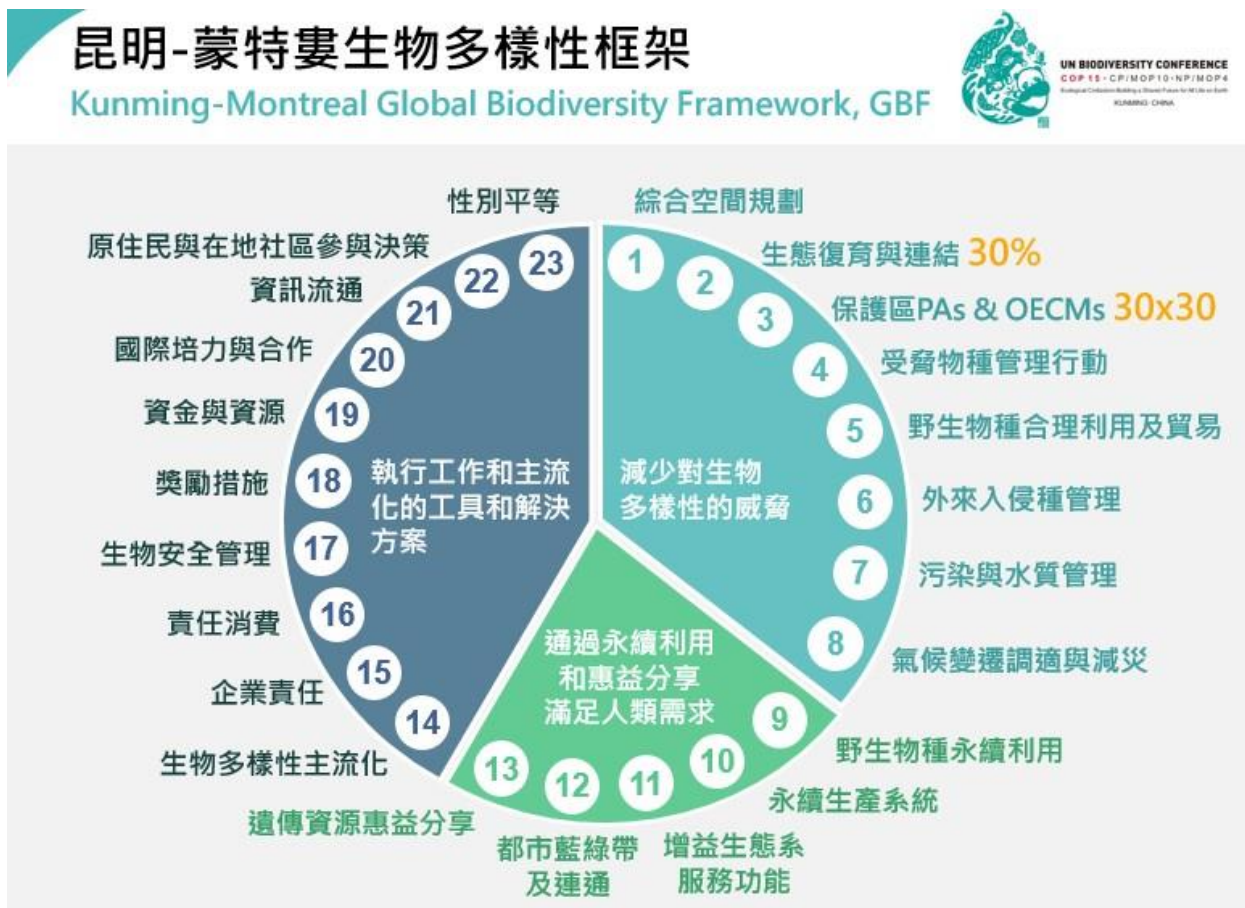 昆明-蒙特婁生物多樣性框架
Kunming-Montreal Global Biodiversity Framework, GBF
UN BIODIVERSITY CONFERENCE
COP 15 - CP/MOP10-NP/MOP4
Ecological Civilization-Building a Shared Future for All Life on Earth
KUNMING · CHINA
1
綜合空間規劃
2
生態復育與連結 30%
3
保護區PAs & OECMs 30x30
4
受脅物種管理行動
5
野生物種合理利用及貿易
6
外來入侵種管理
7
污染與水質管理
8
氣候變遷調適與減災
減少對生物
多樣性的威脅
9
野生物種永續利用
10
永續生產系統
11
增益生態系
服務功能
12
都市藍綠帶
及連通
13
遺傳資源惠益分享
通過永續利用
和惠益分享
滿足人類需求
14
生物多樣性主流化
15
企業責任
16
責任消費
17
生物安全管理
18
獎勵措施
19
資金與資源
20
國際培力與合作
21
資訊流通
22
原住民與在地社區參與決策
23
性別平等
執行工作和主流
化的工具和解決
方案